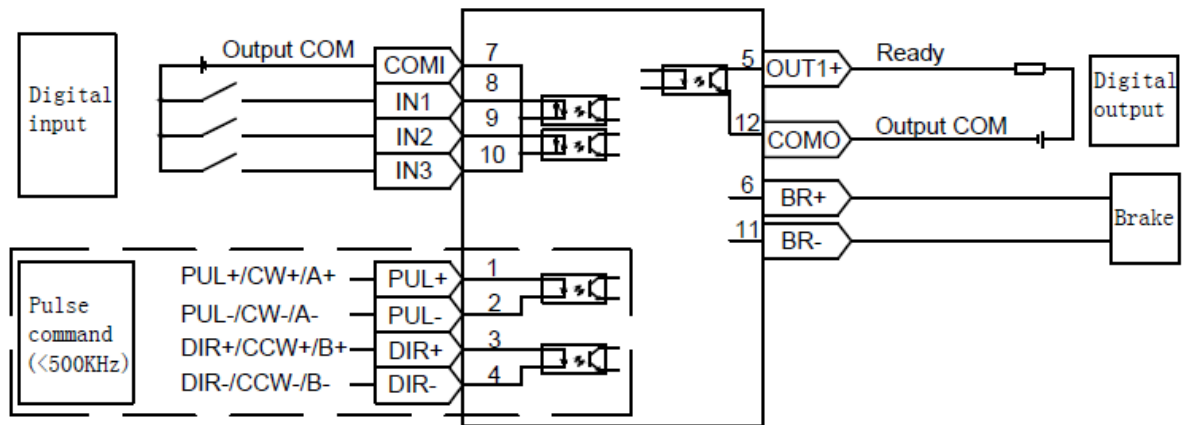 Digital
input
Output COM
COMI
7
8
IN1
9
IN2
10
IN3
5
OUT1+
Ready
12
COMO
Output COM
Digital
output
6
BR+
11
BR-
Brake
Pulse
command
(<500KHz)
PUL+/CW+/A+
PUL+
1
PUL-/CW-/A-
PUL-
2
DIR+/CCW+/B+
DIR+
3
DIR-/CCW-/B-
DIR-
4